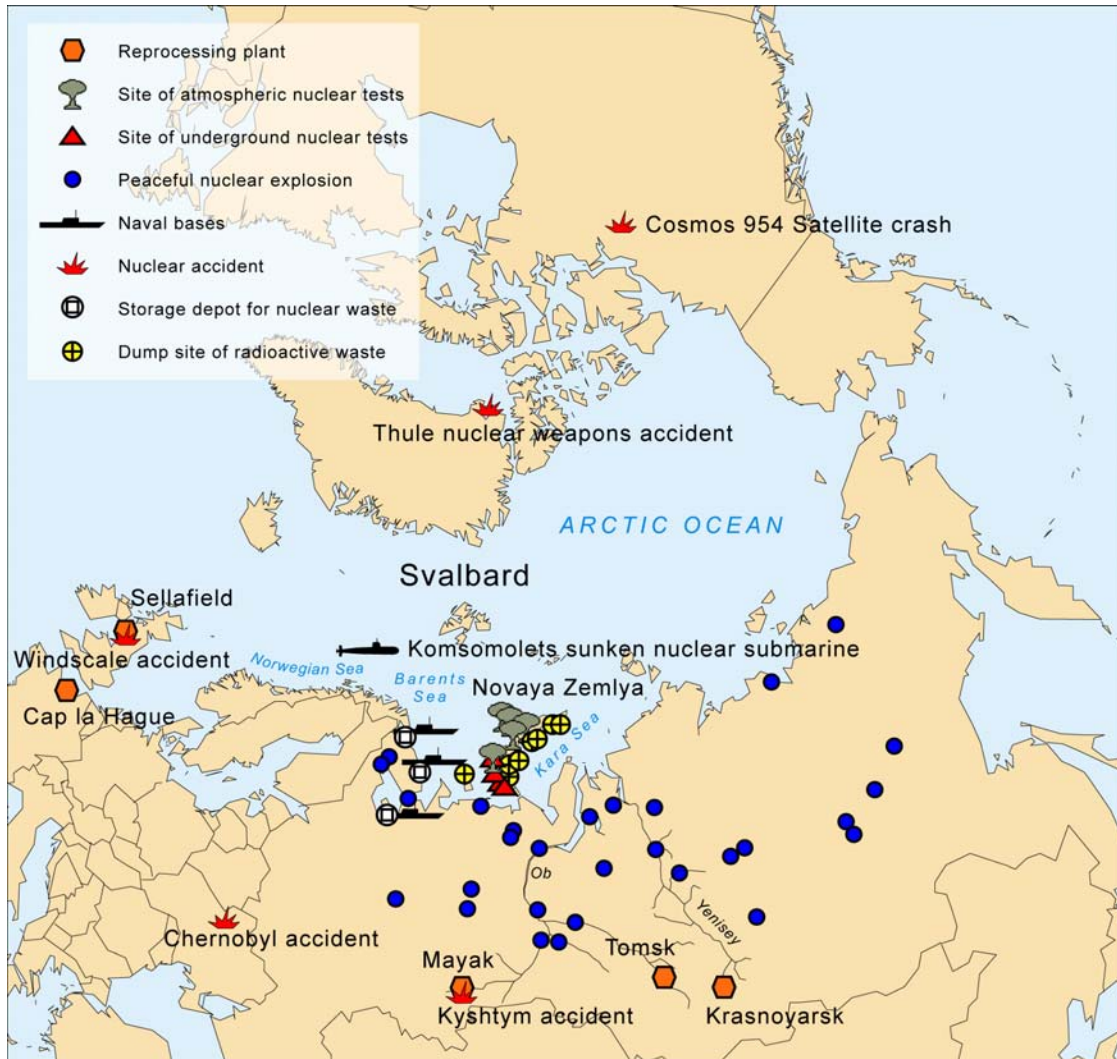 Reprocessing plant
Site of atmospheric nuclear tests
Site of underground nuclear tests
Peaceful nuclear explosion
Naval bases
Nuclear accident
Storage depot for nuclear waste
Dump site of radioactive waste
Cosmos 954 Satellite crash
Thule nuclear weapons accident
ARCTIC OCEAN
Svalbard
Sellafield
Windscale accident
Komsomolets sunken nuclear submarine
Norwegian Sea
Barents
Sea
Novaya Zemlya
Cap la Hague
Kara Sea
Ob
Yenisey
Chernobyl accident
Mayak
Tomsk
Kyshtym accident
Krasnoyarsk